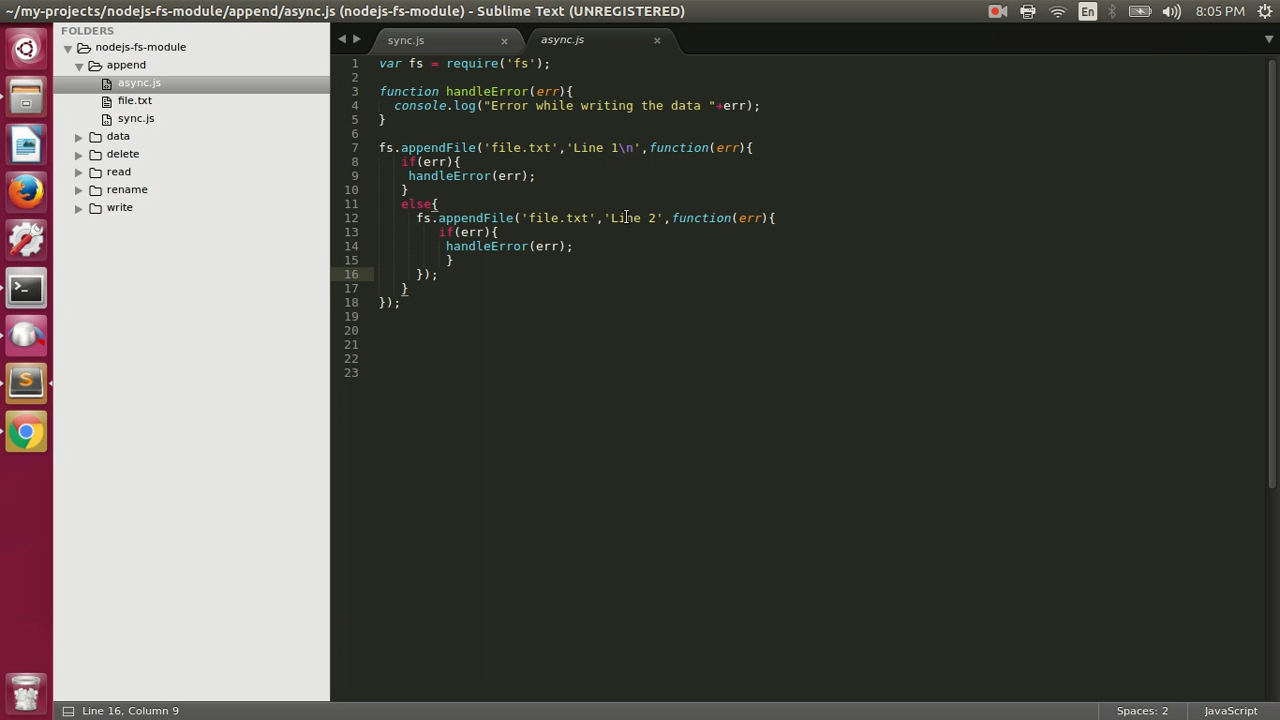 ~/my-projects/nodejs-fs-module/append/async.js (nodejs-fs-module) - Sublime Text (UNREGISTERED)
En
8:05 PM
FOLDERS
nodejs-fs-module
append
async.js
file.txt
sync.js
data
delete
read
rename
write
sync.js
async.js
1 var fs = require('fs');
2
3 function handleError(err){
4   console.log("Error while writing the data "+err);
5 }
6
7 fs.appendFile('file.txt','Line 1\n',function(err){
8    if(err){
9     handleError(err);
10    }
11    else{
12      fs.appendFile('file.txt','Line 2',function(err){
13         if(err){
14          handleError(err);
15          }
16      });
17    }
18 });
19
20
21
22
23
S
Line 16, Column 9
Spaces: 2
JavaScript